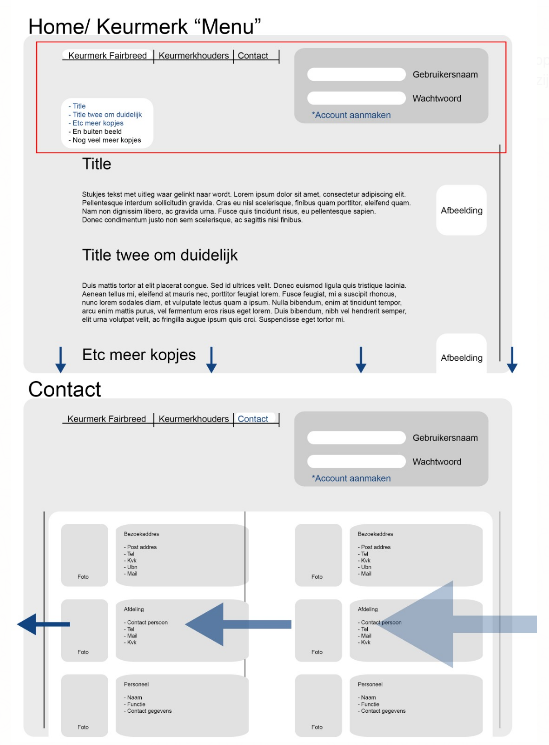 Home/ Keurmerk “Menu”
Keurmerk Fairbreed Keurmerkhouders Contact
Gebruikersnaam
Wachtwoord
*Account aanmaken
- Title
- Title twee om duidelijk
- Etc meer kopjes
- En buiten beeld
- Nog veel meer kopjes
Title
Stukjes tekst met uitleg waar gelinkt naar wordt. Lorem ipsum dolor sit amet, consectetur adipiscing elit.
Pellentesque interdum sollicitudin gravida. Cras eu nisl scelerisque, finibus quam porttitor, eleifend quam.
Nam non dignissim libero, ac gravida urna. Fusce quis tincidunt risus, eu pellentesque sapien.
Donec condimentum justo non sem scelerisque, ac sagittis nisi finibus.
Afbeelding
Title twee om duidelijk
Duis mattis tortor at elit placerat congue. Sed id ultrices velit. Donec euismod ligula quis tristique lacinia.
Aenean tellus mi, eleifend at mauris nec, porttitor feugiat lorem. Fusce feugiat, mi a suscipit rhoncus,
nunc lorem sodales diam, et vulputate lectus quam a ipsum. Nulla bibendum, enim at tincidunt tempor,
arcu enim mattis purus, vel fermentum eros risus eget lorem. Duis bibendum, nibh vel hendrerit semper,
elit urna volutpat velit, ac fringilla augue ipsum quis orci. Suspendisse eget tortor mi.
Etc meer kopjes
Afbeelding
Contact
Keurmerk Fairbreed Keurmerkhouders Contact
Gebruikersnaam
Wachtwoord
*Account aanmaken
Foto
Bezoekaddres
- Post addres
- Tel
- Kvk
- Ubn
- Mail
Foto
Bezoekaddres
- Post addres
- Tel
- Kvk
- Ubn
- Mail
Foto
Afdeling
- Contact persoon
- Tel
- Mail
- Kvk
Foto
Afdeling
- Contact persoon
- Tel
- Mail
- Kvk
Foto
Personeel
- Naam
- Functie
- Contact gegevens
Foto
Personeel
- Naam
- Functie
- Contact gegevens